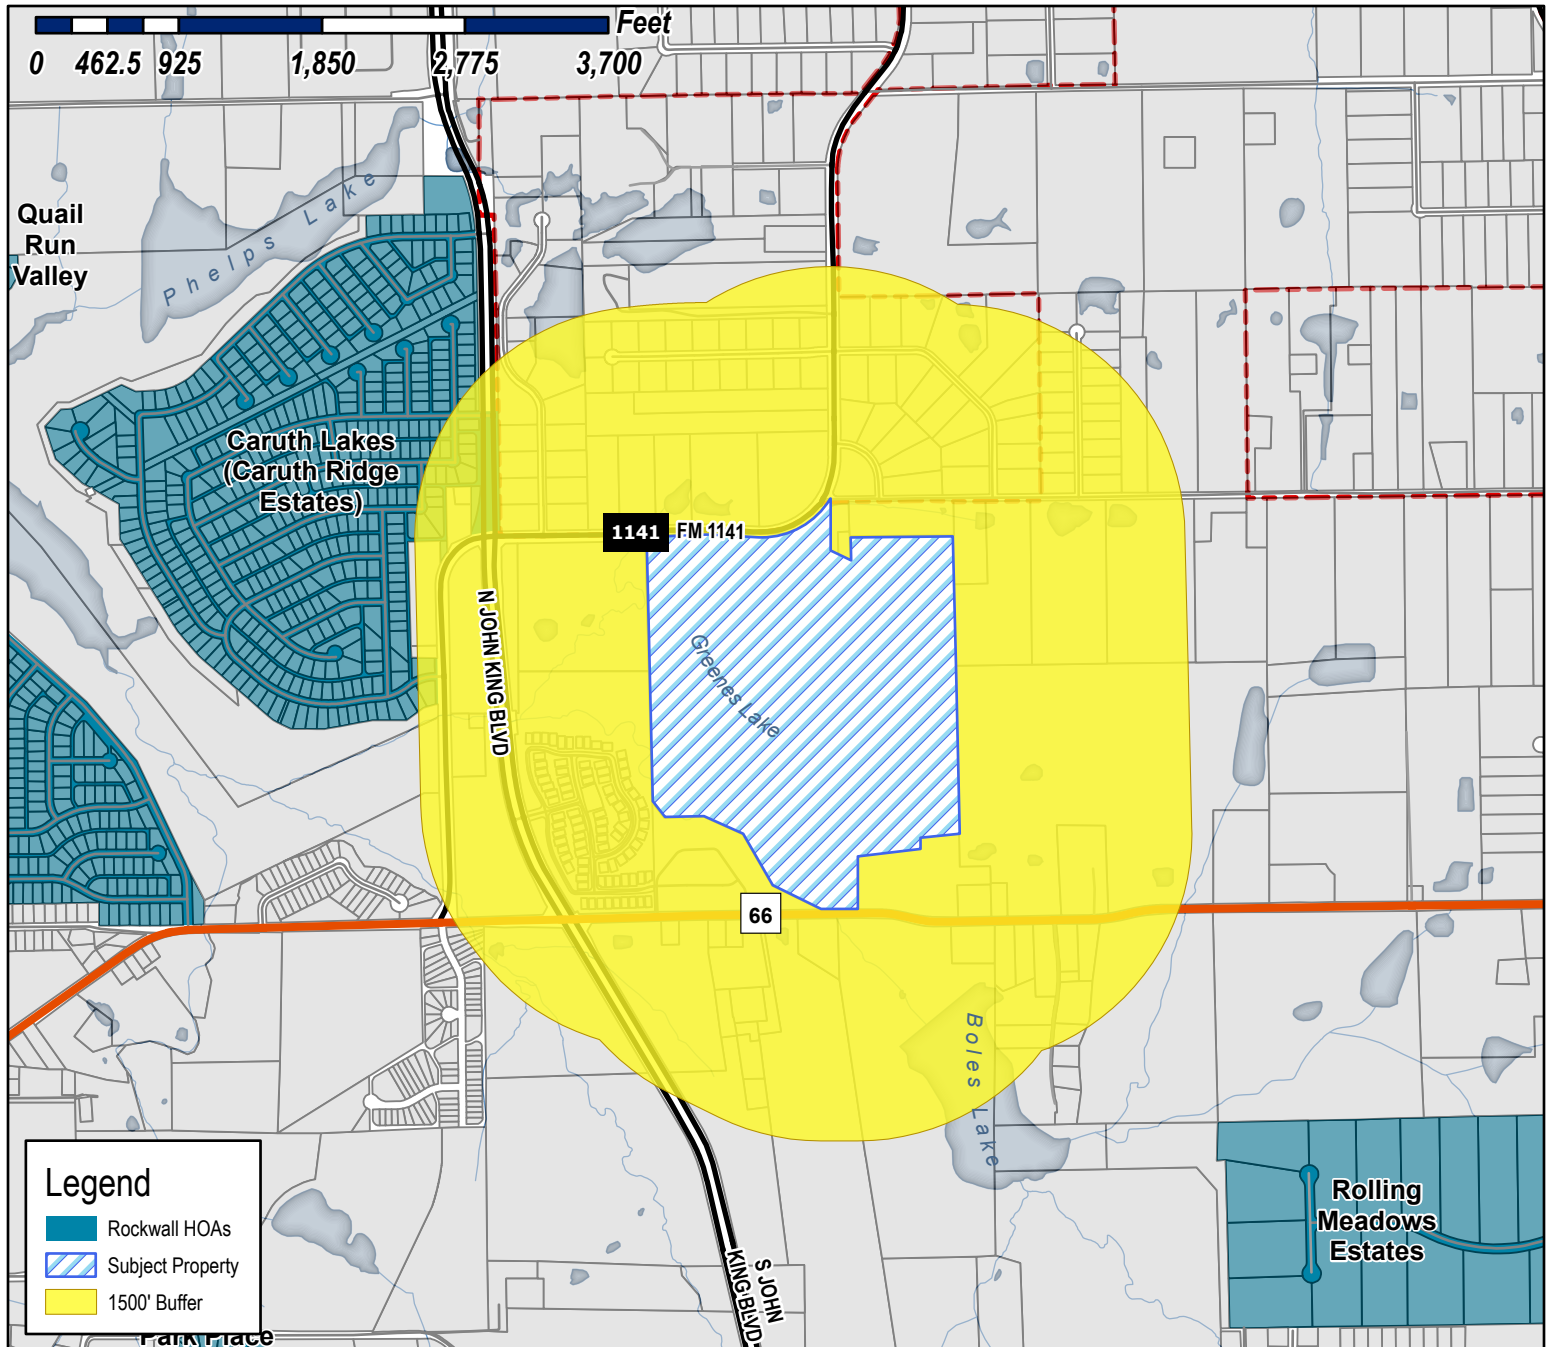 Feet
0 462.5 925 1,850 2,775 3,700
Quail
Run
Valley
Phelps Lake
Caruth Lakes
(Caruth Ridge
Estates)
1141 FM 1141
N JOHN KING BLVD
Greenes Lake
66
Boles Lake
Rolling
Meadows
Estates
S JOHN
KING BLVD
Legend
Rockwall HOAs
Subject Property
1500' Buffer
Park Place